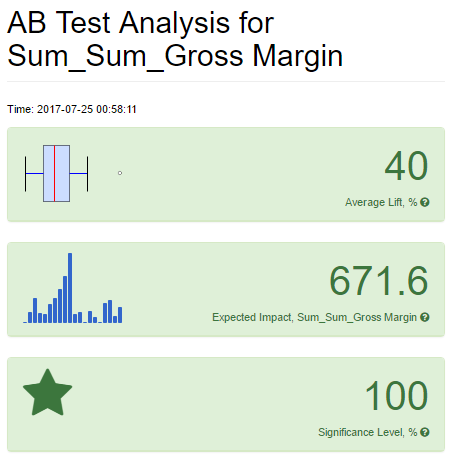 AB Test Analysis for
Sum_Sum_Gross Margin
Time: 2017-07-25 00:58:11
40
Average Lift, %
671.6
Expected Impact, Sum_Sum_Gross Margin
100
Significance Level, %